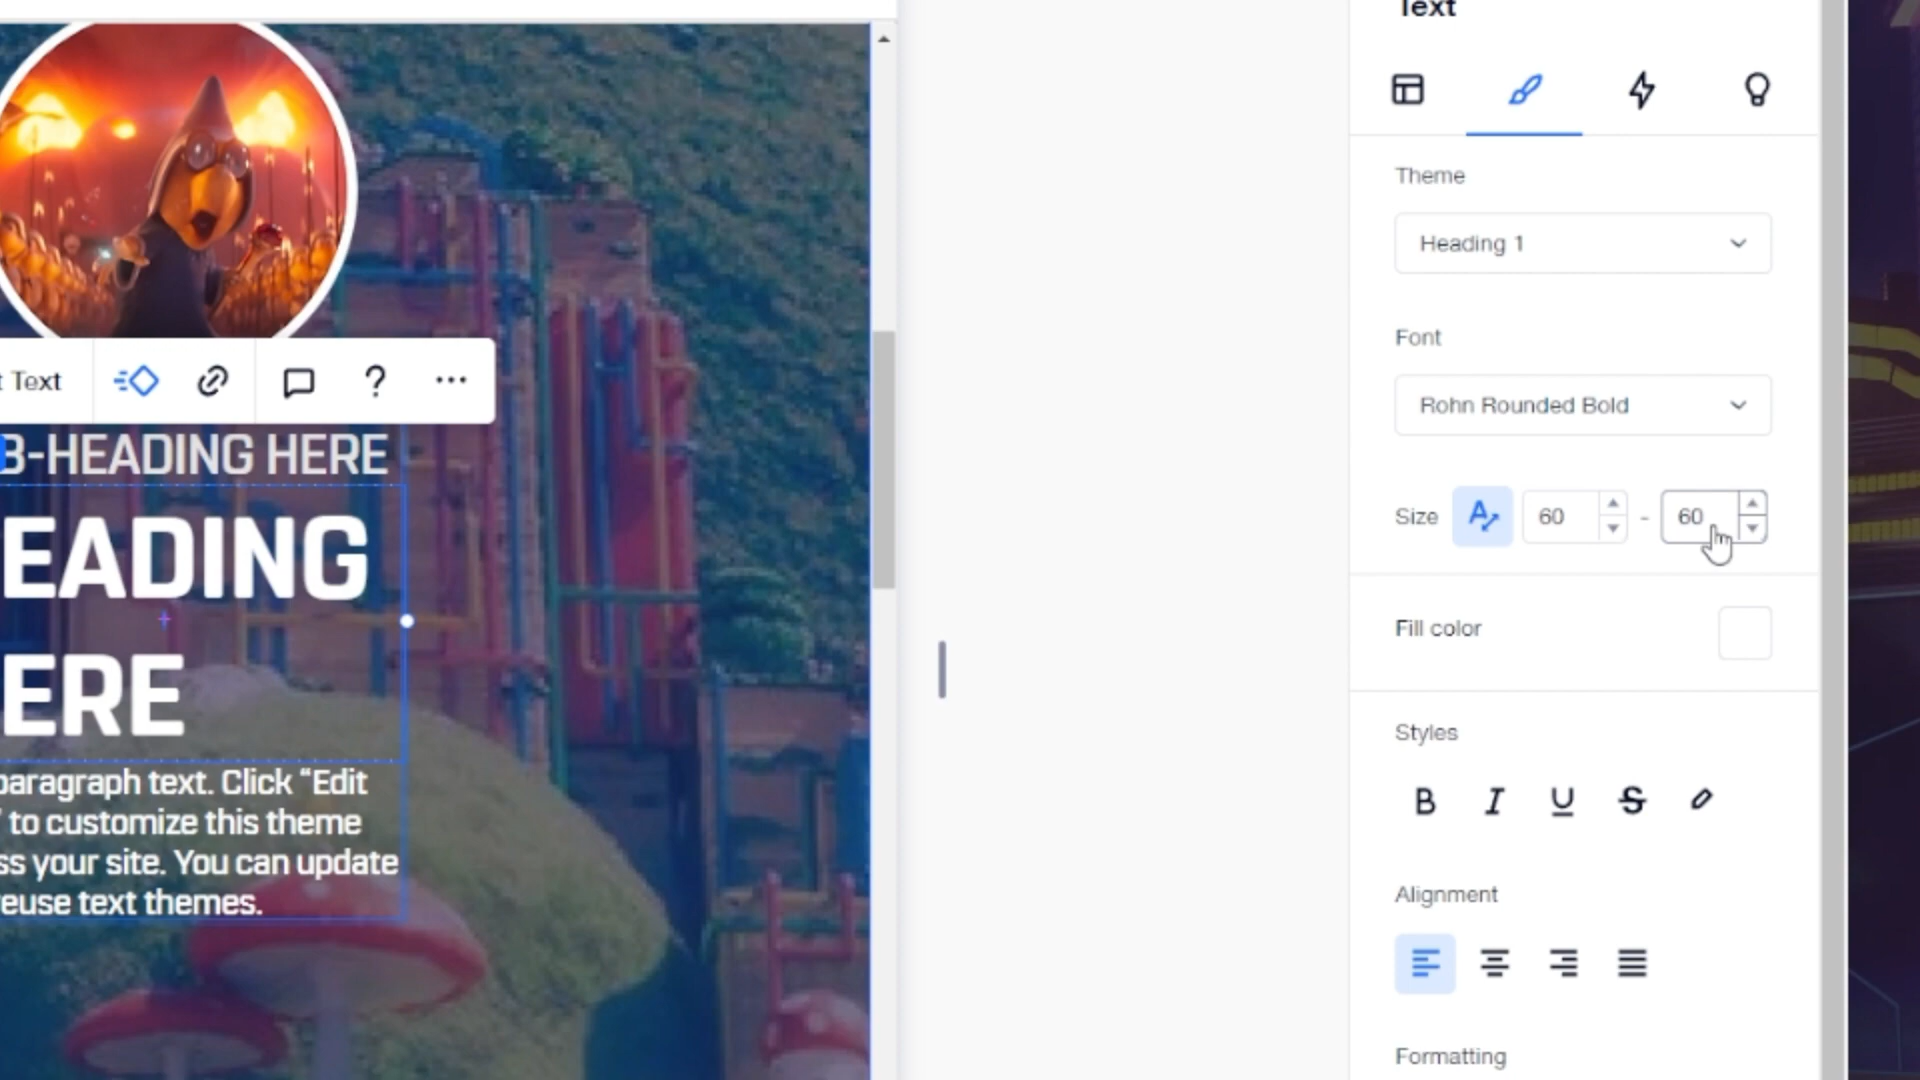 Text
Theme
Heading 1
Font
Rohn Rounded Bold
Size 60 - 60
Fill color
Styles
B I U S
Alignment
Formatting
t Text ?
B-HEADING HERE
EADING
ERE
paragraph text. Click “Edit
” to customize this theme
ss your site. You can update
reuse text themes.